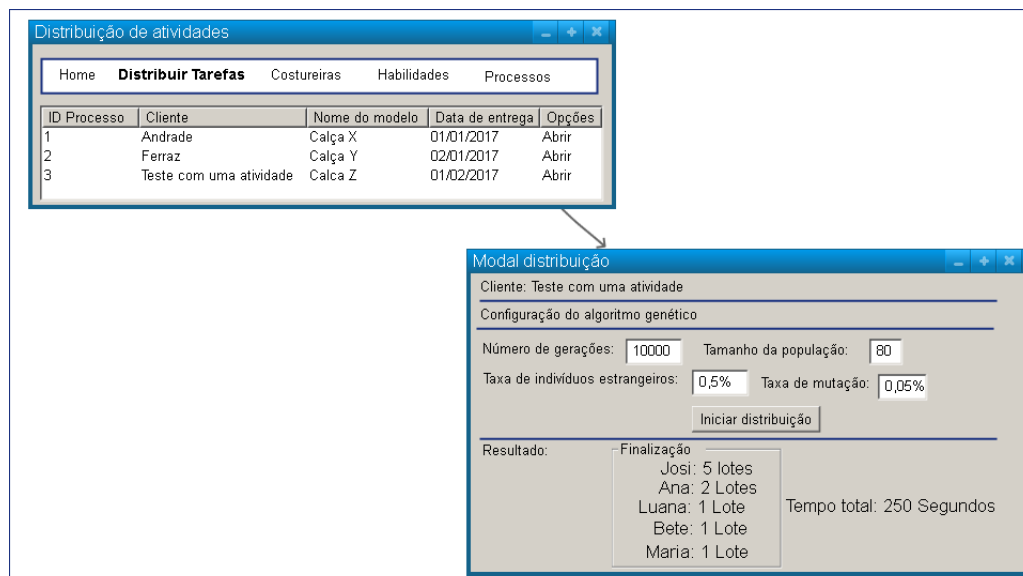 Distribuição de atividades
Home Distribuir Tarefas Costureiras Habilidades Processos
ID Processo Cliente Nome do modelo Data de entrega Opções
1 Andrade Calça X 01/01/2017 Abrir
2 Ferraz Calça Y 02/01/2017 Abrir
3 Teste com uma atividade Calca Z 01/02/2017 Abrir
Modal distribuição
Cliente: Teste com uma atividade
Configuração do algoritmo genético
Número de gerações: 10000 Tamanho da população: 80
Taxa de indivíduos estrangeiros: 0,5% Taxa de mutação: 0,05%
Iniciar distribuição
Resultado: Finalização
Josi: 5 lotes
Ana: 2 Lotes
Luana: 1 Lote Tempo total: 250 Segundos
Bete: 1 Lote
Maria: 1 Lote